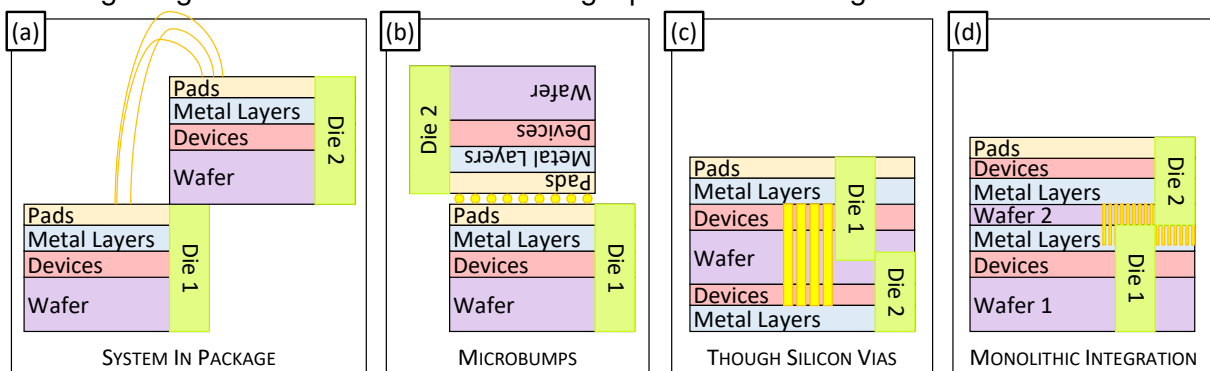 (a)
Pads
Metal Layers
Devices
Wafer
Die 2
Pads
Metal Layers
Devices
Wafer
Die 1
SYSTEM IN PACKAGE
(b)
Die 2
Wafer
Devices
Metal Layers
Pads
Pads
Metal Layers
Devices
Wafer
Die 1
MICROBUMPS
(c)
Pads
Metal Layers
Devices
Wafer
Die 1
Devices
Metal Layers
Die 2
THOUGH SILICON VIAS
(d)
Pads
Devices
Metal Layers
Wafer 2
Die 2
Metal Layers
Devices
Wafer 1
Die 1
MONOLITHIC INTEGRATION